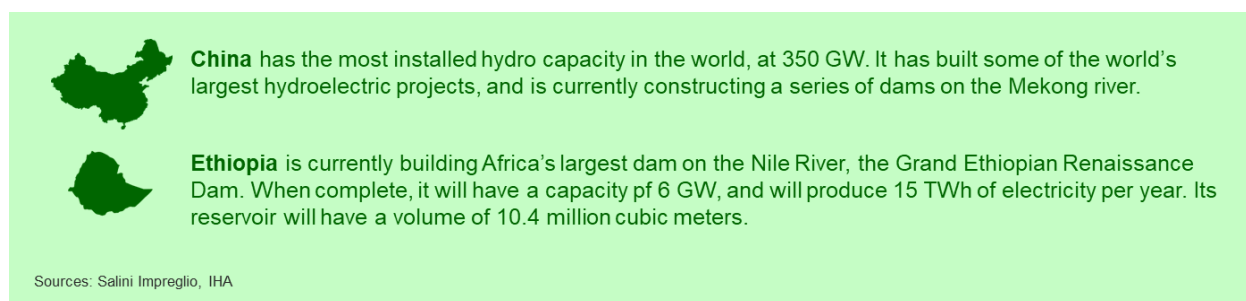 China has the most installed hydro capacity in the world, at 350 GW. It has built some of the world’s
largest hydroelectric projects, and is currently constructing a series of dams on the Mekong river.
Ethiopia is currently building Africa’s largest dam on the Nile River, the Grand Ethiopian Renaissance
Dam. When complete, it will have a capacity pf 6 GW, and will produce 15 TWh of electricity per year. Its
reservoir will have a volume of 10.4 million cubic meters.
Sources: Salini Impreglio, IHA